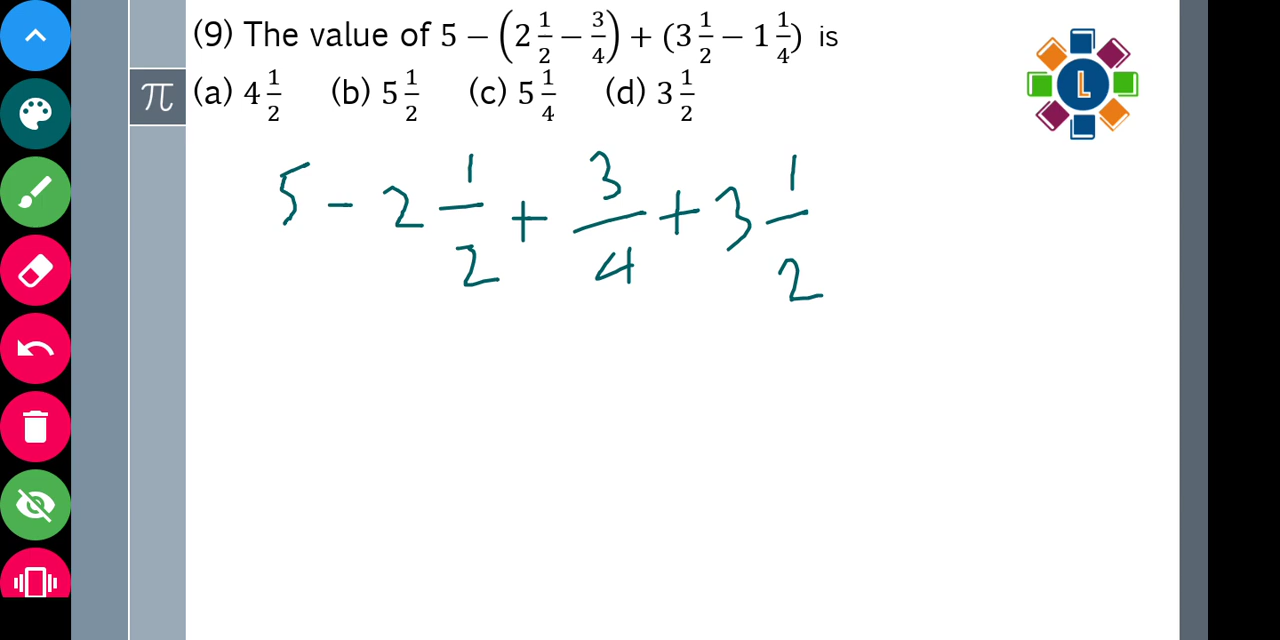 (9) The value of 5 − (2 1/2 − 3/4) + (3 1/2 − 1 1/4) is
π
(a) 4 1/2 (b) 5 1/2 (c) 5 1/4 (d) 3 1/2
L
5 − 2 1/2 + 3/4 + 3 1/2